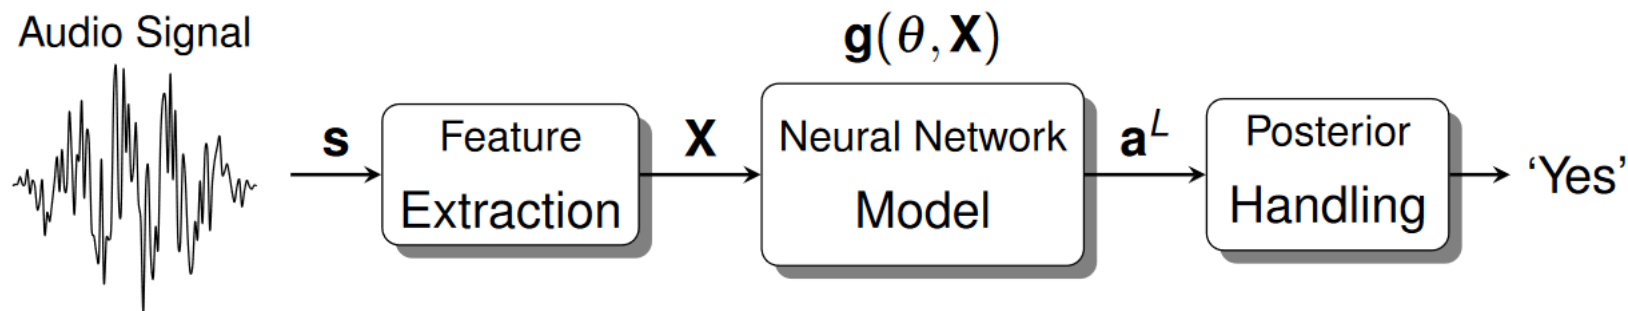 Audio Signal
s
Feature
Extraction
X
g(θ, X)
Neural Network
Model
a^L
Posterior
Handling
‘Yes’